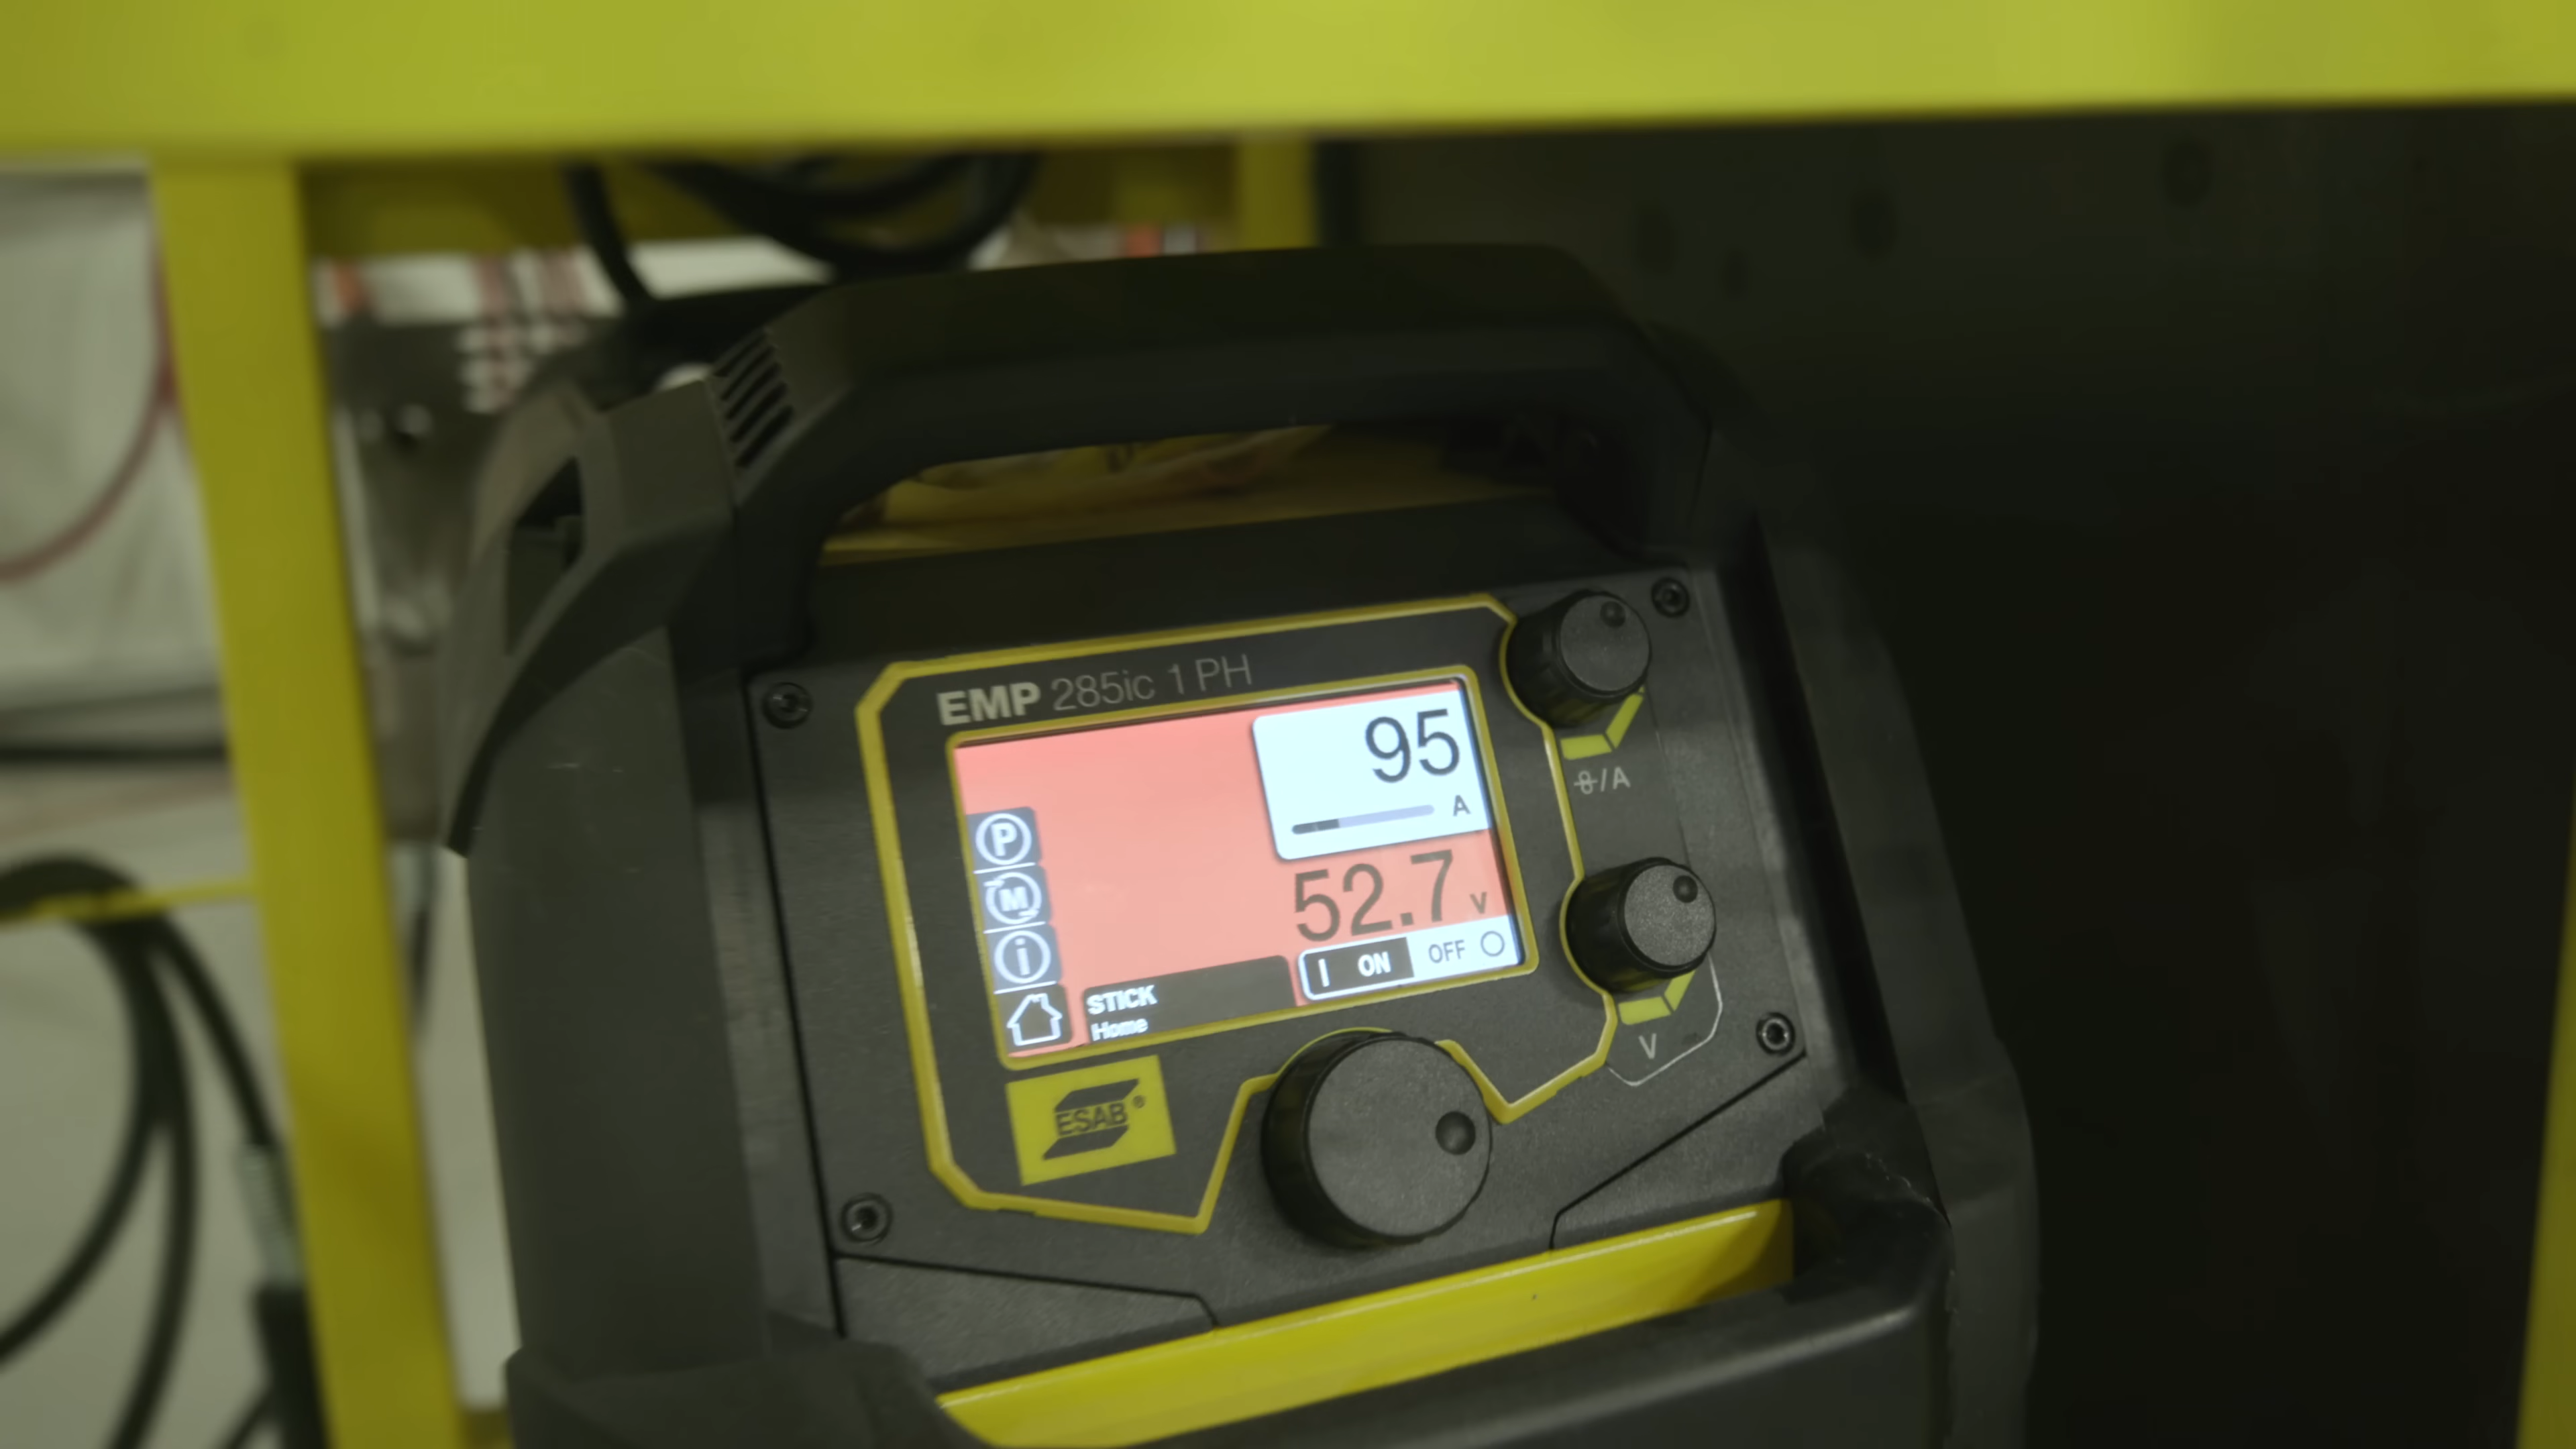 EMP 285ic 1 PH
95
A
52.7 V
ON OFF
P
M
i
STICK
Home
/A
V
ESAB®